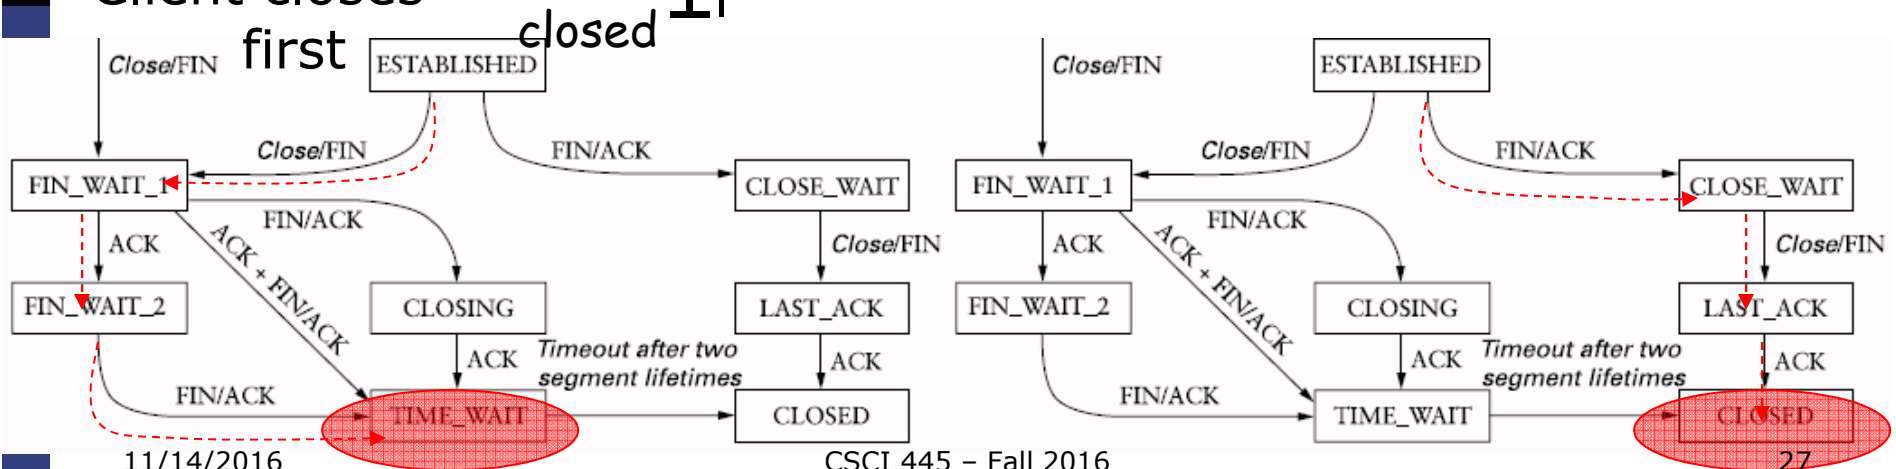 Client closes
first
closed
Close/FIN
ESTABLISHED
Close/FIN
FIN/ACK
FIN_WAIT_1
CLOSE_WAIT
FIN/ACK
ACK
ACK + FIN/ACK
Close/FIN
FIN_WAIT_2
CLOSING
LAST_ACK
ACK
Timeout after two
segment lifetimes
ACK
FIN/ACK
TIME_WAIT
CLOSED
Close/FIN
ESTABLISHED
Close/FIN
FIN/ACK
FIN_WAIT_1
CLOSE_WAIT
FIN/ACK
ACK
ACK + FIN/ACK
Close/FIN
FIN_WAIT_2
CLOSING
LAST_ACK
ACK
Timeout after two
segment lifetimes
ACK
FIN/ACK
TIME_WAIT
CLOSED
11/14/2016
CSCI 445 – Fall 2016
27